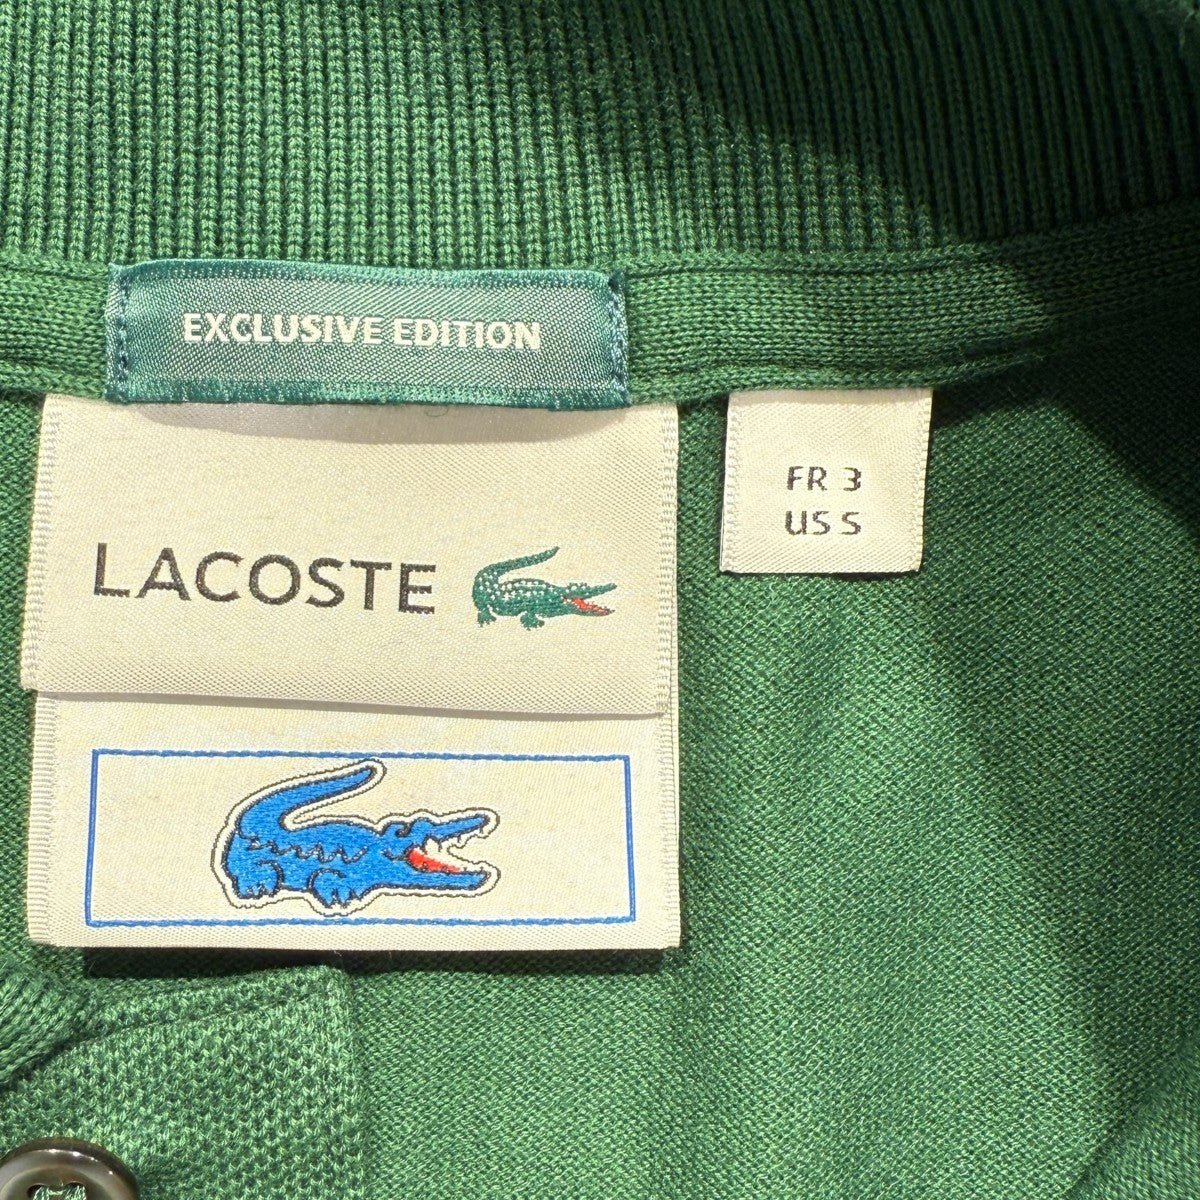 EXCLUSIVE EDITION
LACOSTE
FR 3
US S